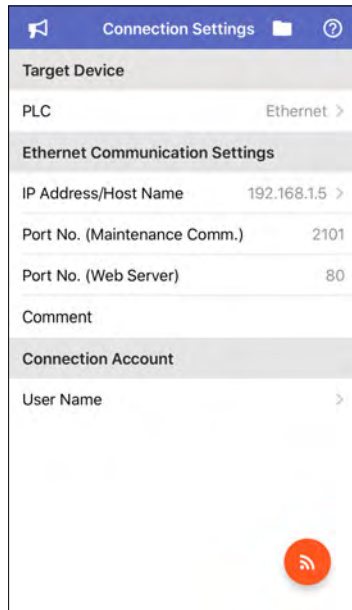 Connection Settings
Target Device
PLC Ethernet
Ethernet Communication Settings
IP Address/Host Name 192.168.1.5
Port No. (Maintenance Comm.) 2101
Port No. (Web Server) 80
Comment
Connection Account
User Name